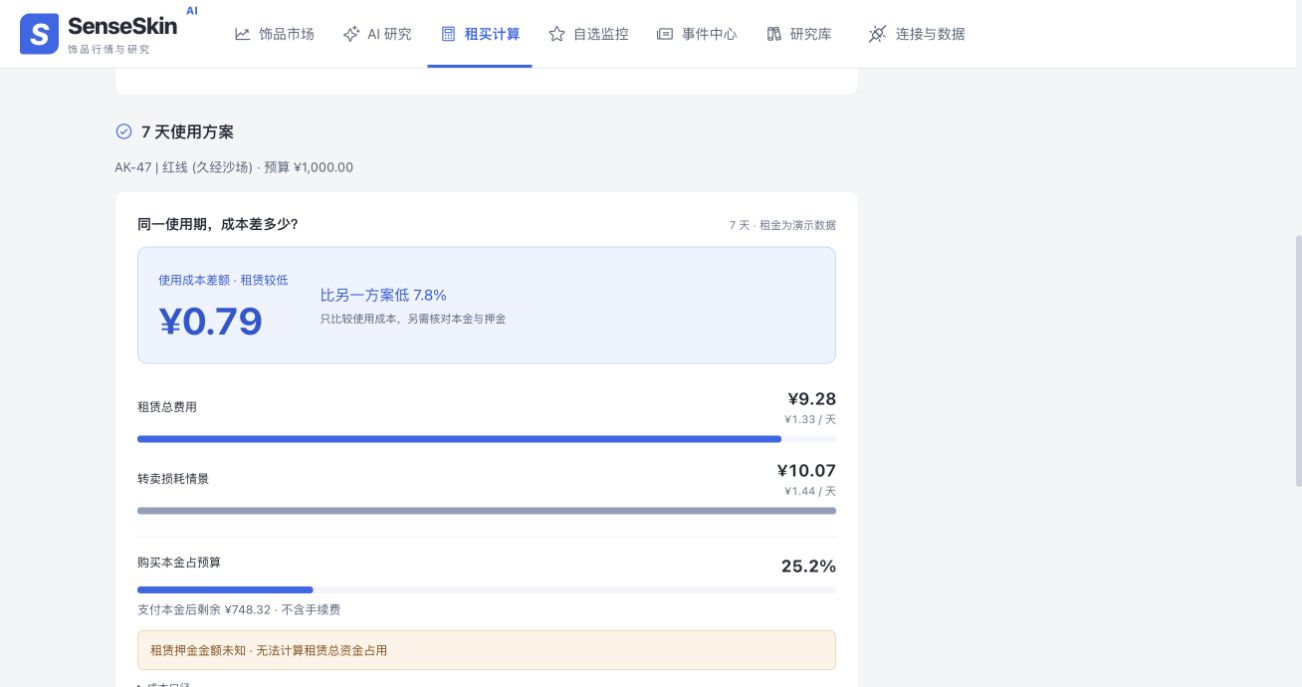 S SenseSkin AI
饰品行情与研究
饰品市场 AI 研究 租买计算 自选监控 事件中心 研究库 连接与数据
7 天使用方案
AK-47 | 红线 (久经沙场) · 预算 ¥1,000.00
同一使用期，成本差多少?
7 天 · 租金为演示数据
使用成本差额 · 租赁较低
¥0.79
比另一方案低 7.8%
只比较使用成本，另需核对本金与押金
租赁总费用
¥9.28
¥1.33 / 天
转卖损耗情景
¥10.07
¥1.44 / 天
购买本金占预算
25.2%
支付本金后剩余 ¥748.32 · 不含手续费
租赁押金金额未知 · 无法计算租赁总资金占用